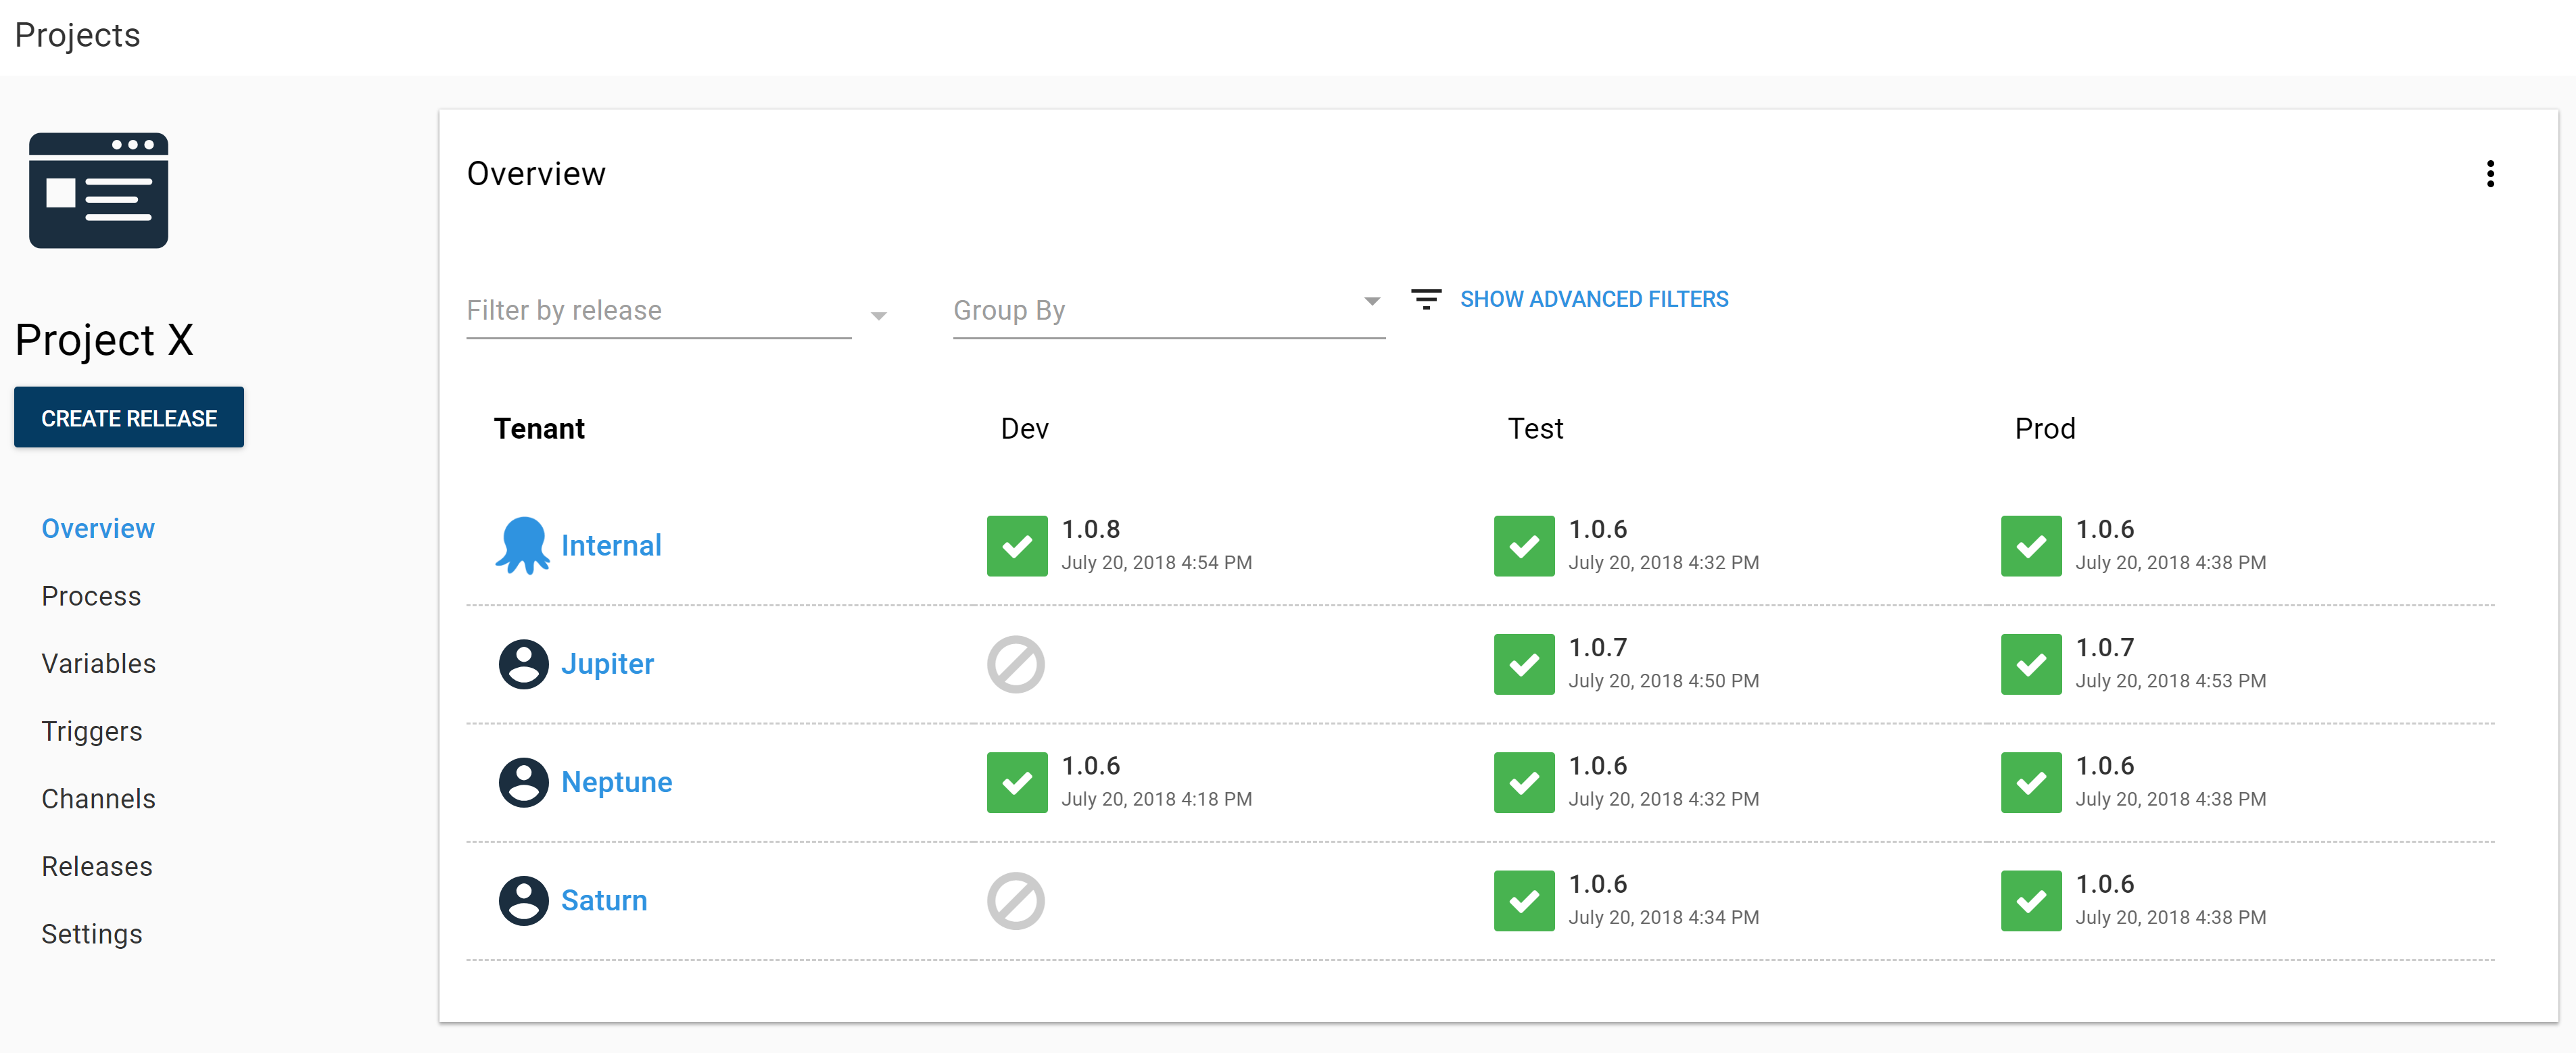 Projects
Project X
CREATE RELEASE
Overview
Process
Variables
Triggers
Channels
Releases
Settings
Overview
Filter by release
Group By
SHOW ADVANCED FILTERS
Tenant Dev Test Prod
Internal
1.0.8 1.0.6 1.0.6
July 20, 2018 4:54 PM July 20, 2018 4:32 PM July 20, 2018 4:38 PM
Jupiter
1.0.7 1.0.7
July 20, 2018 4:50 PM July 20, 2018 4:53 PM
Neptune
1.0.6 1.0.6 1.0.6
July 20, 2018 4:18 PM July 20, 2018 4:32 PM July 20, 2018 4:38 PM
Saturn
1.0.6 1.0.6
July 20, 2018 4:34 PM July 20, 2018 4:38 PM